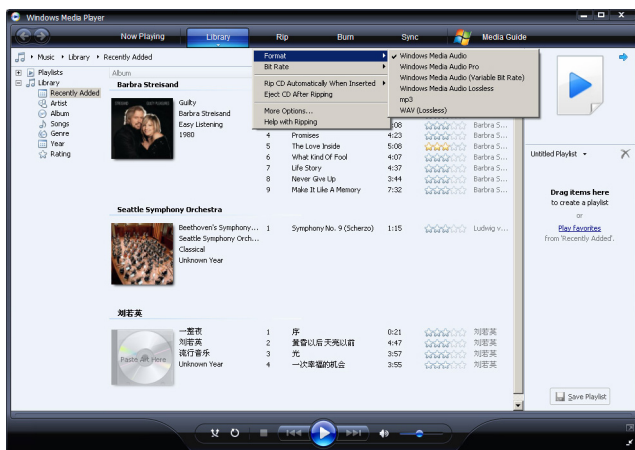 Windows Media Player
Now Playing Library Rip Burn Sync Media Guide
Music Library Recently Added
Format
Bit Rate
Rip CD Automatically When Inserted
Eject CD After Ripping
More Options...
Help with Ripping
Windows Media Audio
Windows Media Audio Pro
Windows Media Audio (Variable Bit Rate)
Windows Media Audio Lossless
mp3
WAV (Lossless)
Playlists
Library
Recently Added
Artist
Album
Songs
Genre
Year
Rating
Album
Barbra Streisand
Guilty
Barbra Streisand
Easy Listening
1980
5:08 Barbra S...
4 Promises 4:23 Barbra S...
5 The Love Inside 5:08 Barbra S...
6 What Kind Of Fool 4:07 Barbra S...
7 Life Story 4:37 Barbra S...
8 Never Give Up 3:44 Barbra S...
9 Make It Like A Memory 7:32 Barbra S...
Seattle Symphony Orchestra
Beethoven's Symphony... 1 Symphony No. 9 (Scherzo) 1:15 Ludwig v...
Seattle Symphony Orch...
Classical
Unknown Year
刘若英
Paste Art Here
一整夜 1 序 0:21 刘若英
刘若英 2 黄昏以后天亮以前 4:47 刘若英
流行音乐 3 光 3:57 刘若英
Unknown Year 4 一次幸福的机会 3:55 刘若英
Untitled Playlist
Drag items here
to create a playlist
or
Play Favorites
from 'Recently Added'.
Save Playlist